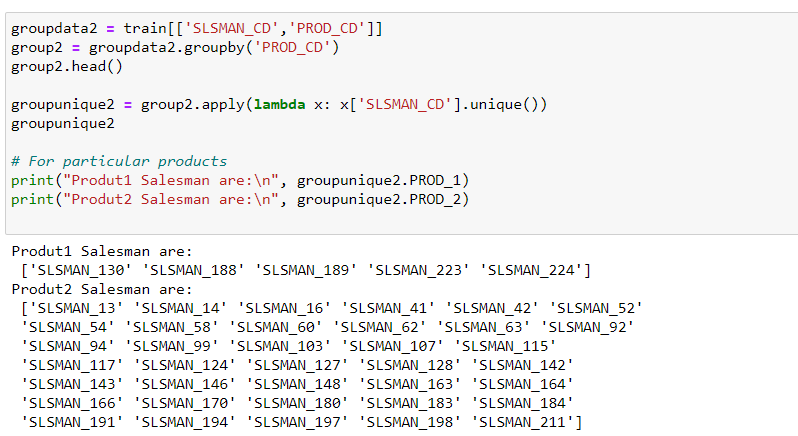 groupdata2 = train[['SLSMAN_CD','PROD_CD']]
group2 = groupdata2.groupby('PROD_CD')
group2.head()
groupunique2 = group2.apply(lambda x: x['SLSMAN_CD'].unique())
groupunique2
# For particular products
print("Produt1 Salesman are:\n", groupunique2.PROD_1)
print("Produt2 Salesman are:\n", groupunique2.PROD_2)
Produt1 Salesman are:
['SLSMAN_130' 'SLSMAN_188' 'SLSMAN_189' 'SLSMAN_223' 'SLSMAN_224']
Produt2 Salesman are:
['SLSMAN_13' 'SLSMAN_14' 'SLSMAN_16' 'SLSMAN_41' 'SLSMAN_42' 'SLSMAN_52'
'SLSMAN_54' 'SLSMAN_58' 'SLSMAN_60' 'SLSMAN_62' 'SLSMAN_63' 'SLSMAN_92'
'SLSMAN_94' 'SLSMAN_99' 'SLSMAN_103' 'SLSMAN_107' 'SLSMAN_115'
'SLSMAN_117' 'SLSMAN_124' 'SLSMAN_127' 'SLSMAN_128' 'SLSMAN_142'
'SLSMAN_143' 'SLSMAN_146' 'SLSMAN_148' 'SLSMAN_163' 'SLSMAN_164'
'SLSMAN_166' 'SLSMAN_170' 'SLSMAN_180' 'SLSMAN_183' 'SLSMAN_184'
'SLSMAN_191' 'SLSMAN_194' 'SLSMAN_197' 'SLSMAN_198' 'SLSMAN_211']